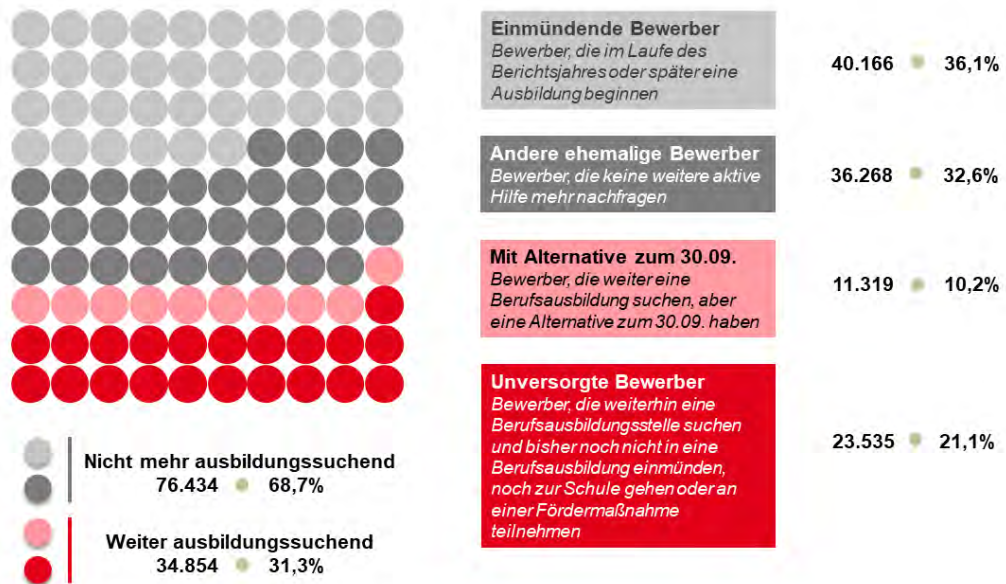 Einmündende Bewerber
Bewerber, die im Laufe des
Berichtsjahres oder später eine
Ausbildung beginnen
40.166 36,1%
Andere ehemalige Bewerber
Bewerber, die keine weitere aktive
Hilfe mehr nachfragen
36.268 32,6%
Mit Alternative zum 30.09.
Bewerber, die weiter eine
Berufsausbildung suchen, aber
eine Alternative zum 30.09. haben
11.319 10,2%
Unversorgte Bewerber
Bewerber, die weiterhin eine
Berufsausbildungsstelle suchen
und bisher noch nicht in eine
Berufsausbildung einmünden,
noch zur Schule gehen oder an
einer Fördermaßnahme
teilnehmen
23.535 21,1%
Nicht mehr ausbildungssuchend
76.434 68,7%
Weiter ausbildungssuchend
34.854 31,3%